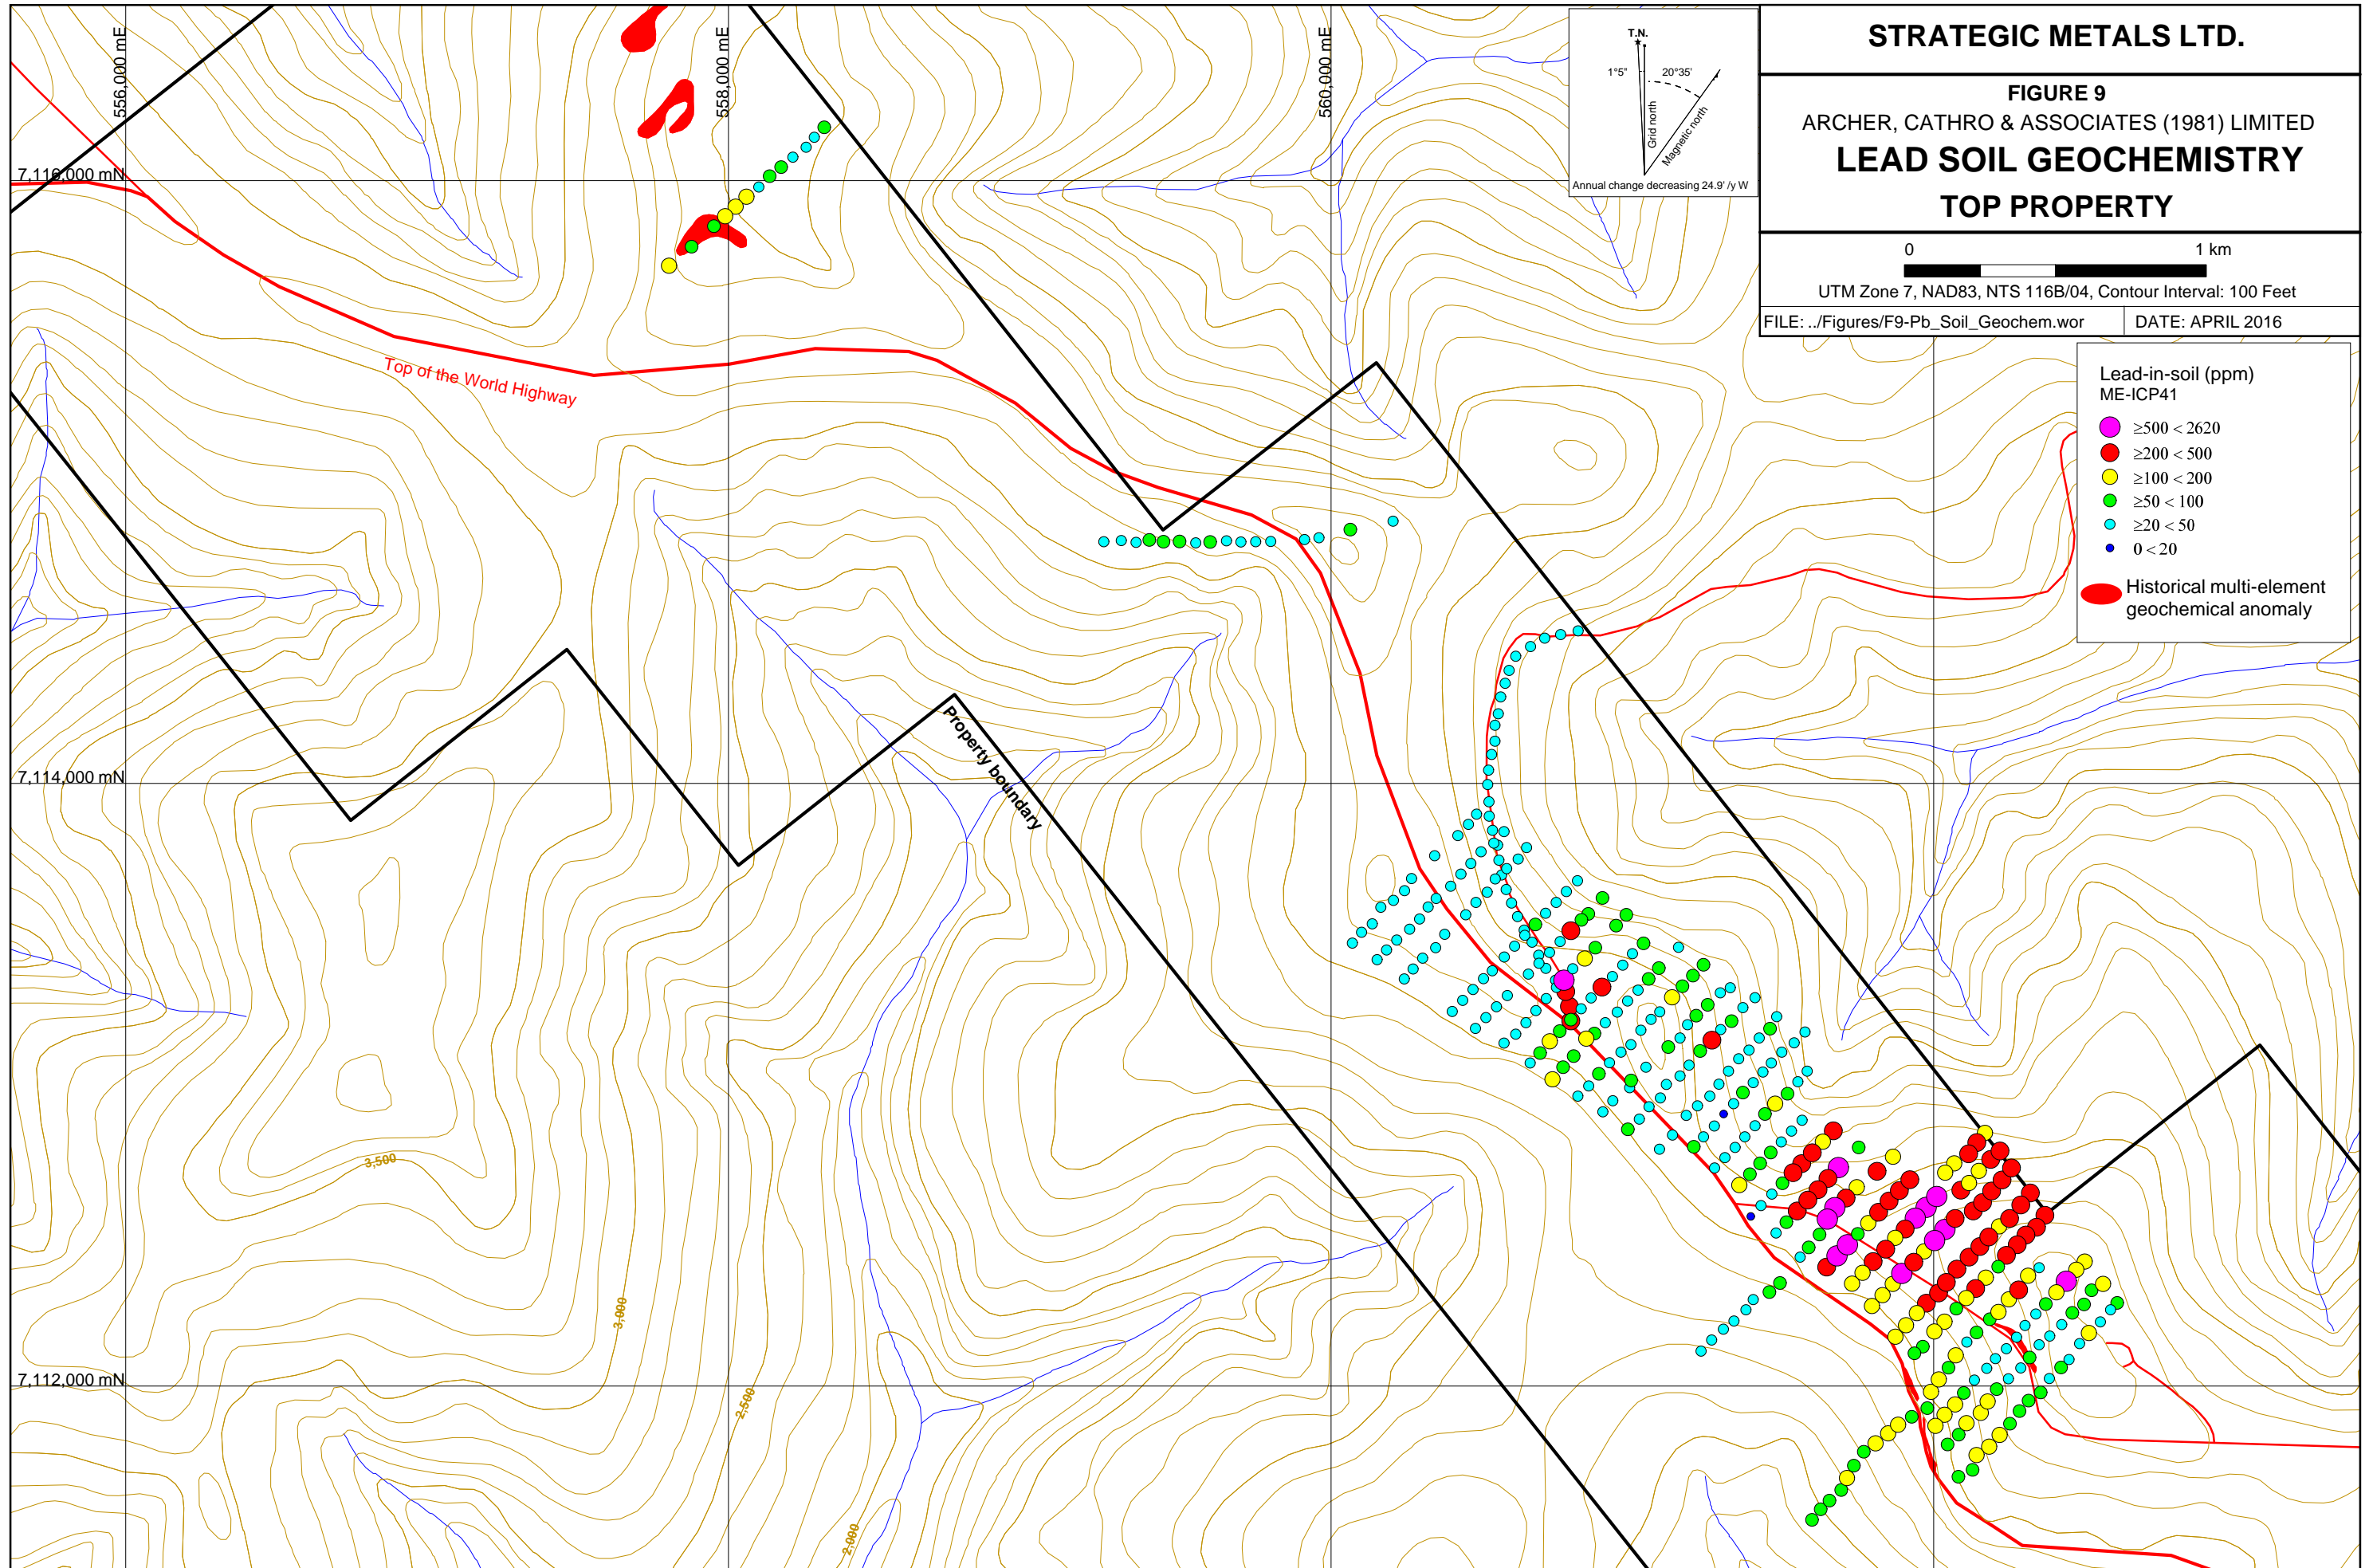 STRATEGIC METALS LTD.
FIGURE 9
ARCHER, CATHRO & ASSOCIATES (1981) LIMITED
LEAD SOIL GEOCHEMISTRY
TOP PROPERTY
0 1 km
UTM Zone 7, NAD83, NTS 116B/04, Contour Interval: 100 Feet
FILE: ../Figures/F9-Pb_Soil_Geochem.wor DATE: APRIL 2016
T.N.
1°5" 20°35'
Grid north
Magnetic north
Annual change decreasing 24.9' /y W
Lead-in-soil (ppm)
ME-ICP41
≥500 < 2620
≥200 < 500
≥100 < 200
≥50 < 100
≥20 < 50
0 < 20
Historical multi-element
geochemical anomaly
556,000 mE
558,000 mE
560,000 mE
7,116,000 mN
Top of the World Highway
Property boundary
7,114,000 mN
3,500
3,000
7,112,000 mN
2,500
2,000